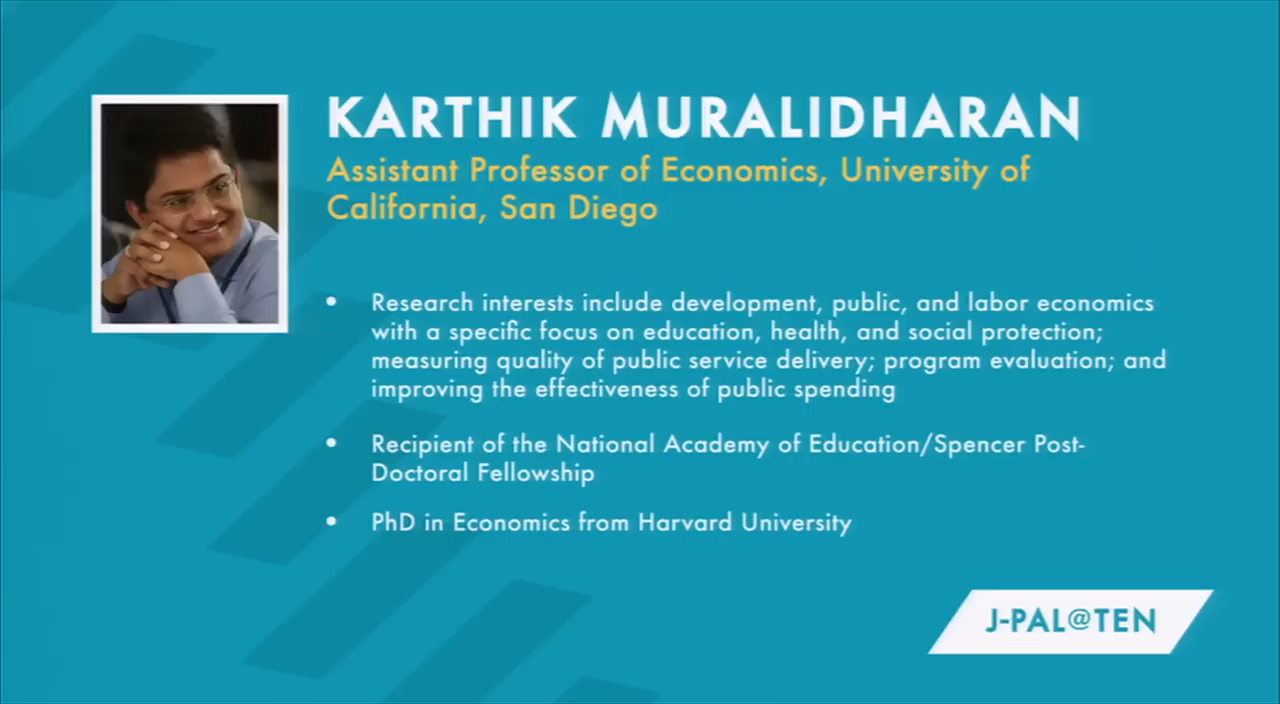 KARTHIK MURALIDHARAN
Assistant Professor of Economics, University of
California, San Diego
• Research interests include development, public, and labor economics
with a specific focus on education, health, and social protection;
measuring quality of public service delivery; program evaluation; and
improving the effectiveness of public spending
• Recipient of the National Academy of Education/Spencer Post-
Doctoral Fellowship
• PhD in Economics from Harvard University
J-PAL@TEN